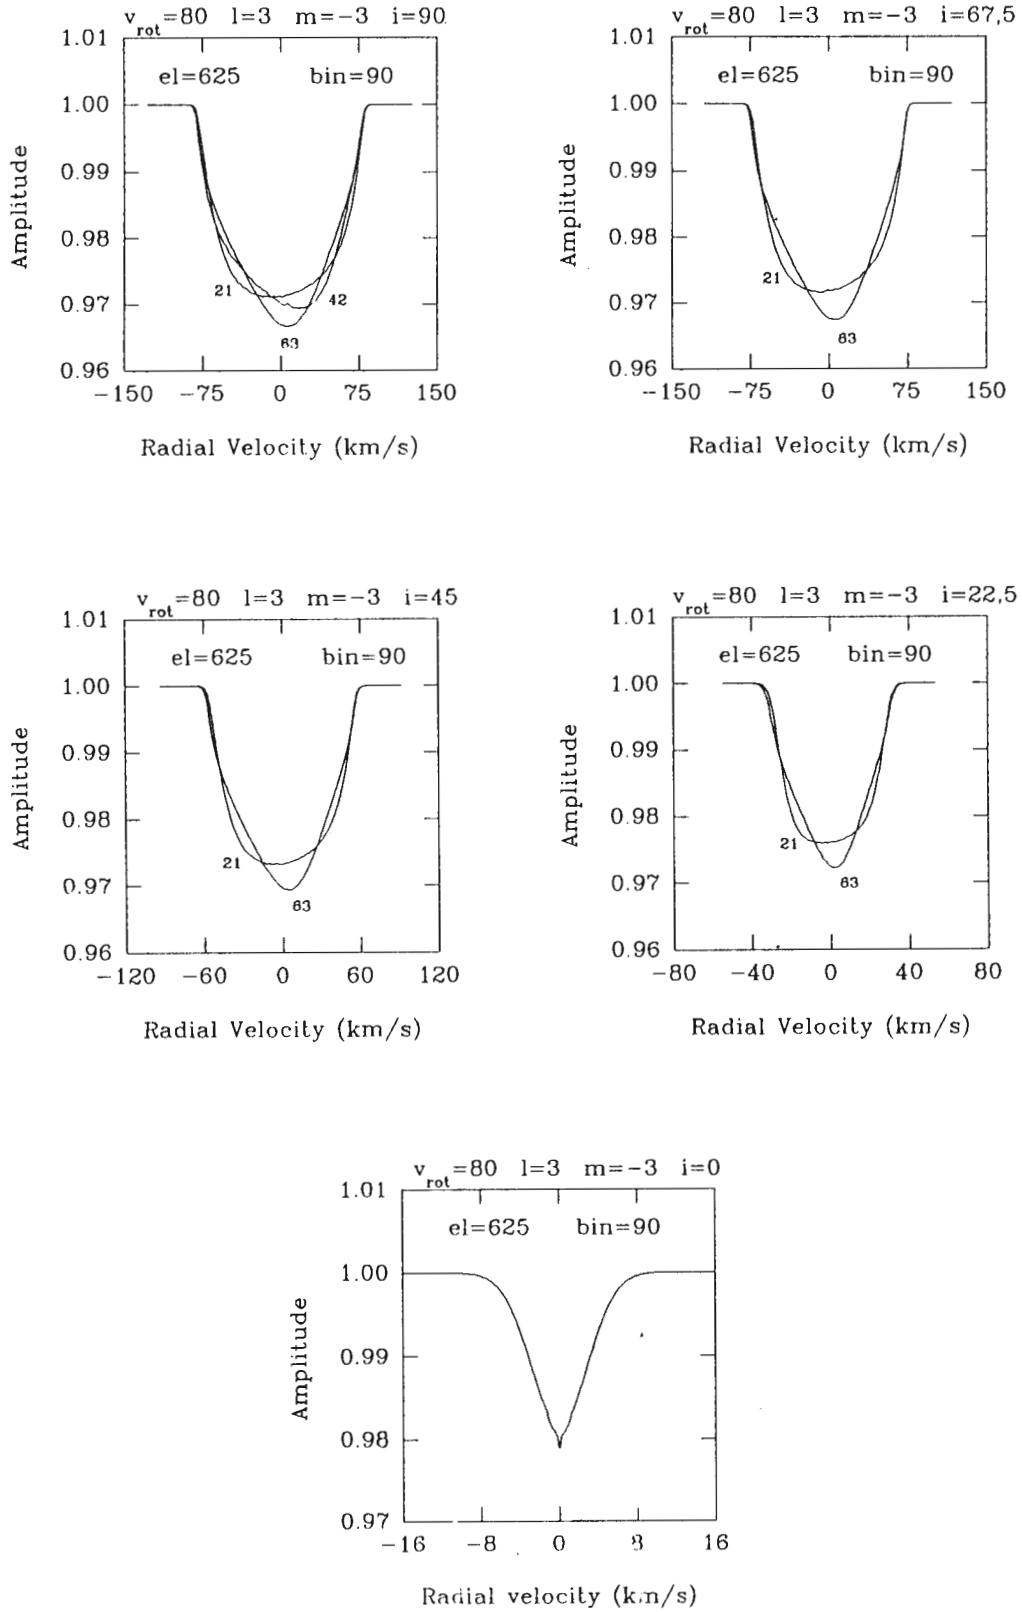 v_rot=80 l=3 m=-3 i=90
1.01
el=625 bin=90
1.00
0.99
0.98
0.97
0.96
Amplitude
21
42
63
-150 -75 0 75 150
Radial Velocity (km/s)
v_rot=80 l=3 m=-3 i=67,5
1.01
el=625 bin=90
1.00
0.99
0.98
0.97
0.96
Amplitude
21
63
-150 -75 0 75 150
Radial Velocity (km/s)
v_rot=80 l=3 m=-3 i=45
1.01
el=625 bin=90
1.00
0.99
0.98
0.97
0.96
Amplitude
21
63
-120 -60 0 60 120
Radial Velocity (km/s)
v_rot=80 l=3 m=-3 i=22,5
1.01
el=625 bin=90
1.00
0.99
0.98
0.97
0.96
Amplitude
21
63
-80 -40 0 40 80
Radial Velocity (km/s)
v_rot=80 l=3 m=-3 i=0
1.01
el=625 bin=90
1.00
0.99
0.98
0.97
Amplitude
-16 -8 0 8 16
Radial velocity (km/s)